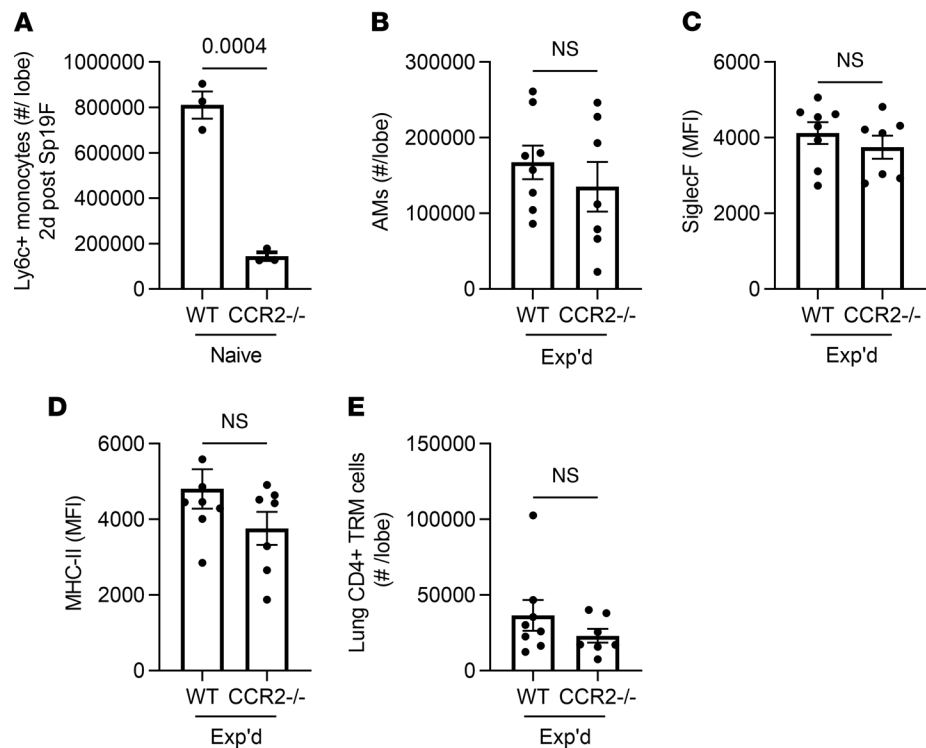 A
Ly6c+ monocytes (#/ lobe)
2d post Sp19F
0.0004
1000000
800000
600000
400000
200000
0
WT CCR2-/-
Naive
B
AMs (#/lobe)
NS
300000
200000
100000
0
WT CCR2-/-
Exp'd
C
SiglecF (MFI)
NS
6000
4000
2000
0
WT CCR2-/-
Exp'd
D
MHC-II (MFI)
NS
6000
4000
2000
0
WT CCR2-/-
Exp'd
E
Lung CD4+ TRM cells
(# /lobe)
NS
150000
100000
50000
0
WT CCR2-/-
Exp'd